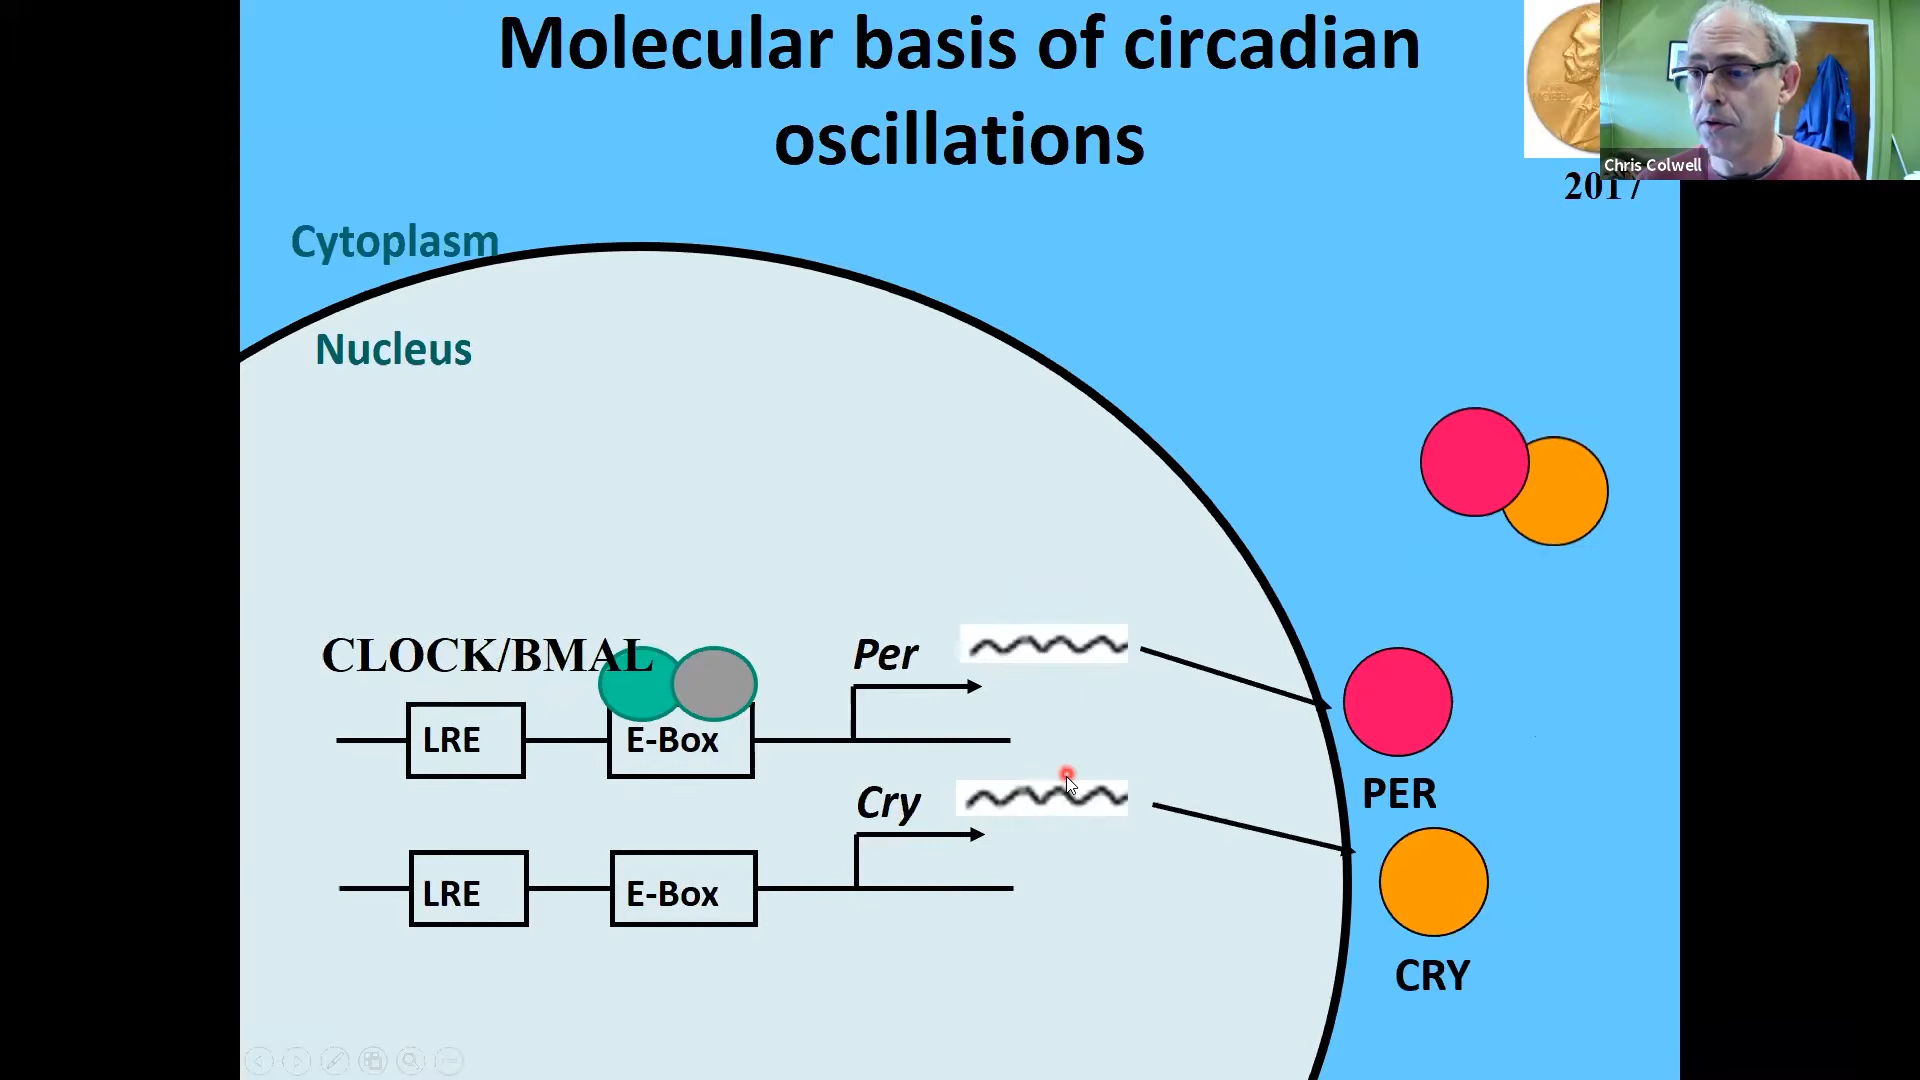 Molecular basis of circadian
oscillations
Chris Colwell
2017
Cytoplasm
Nucleus
CLOCK/BMAL
Per
LRE
E-Box
PER
Cry
LRE
E-Box
CRY